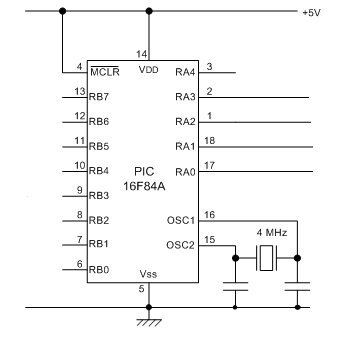 +5V
14
4 MCLR VDD RA4 3
13 RB7 RA3 2
12 RB6 RA2 1
11 RB5 RA1 18
10 RB4 PIC RA0 17
16F84A
9 RB3
8 RB2 OSC1 16
4 MHz
7 RB1 OSC2 15
6 RB0 Vss
5